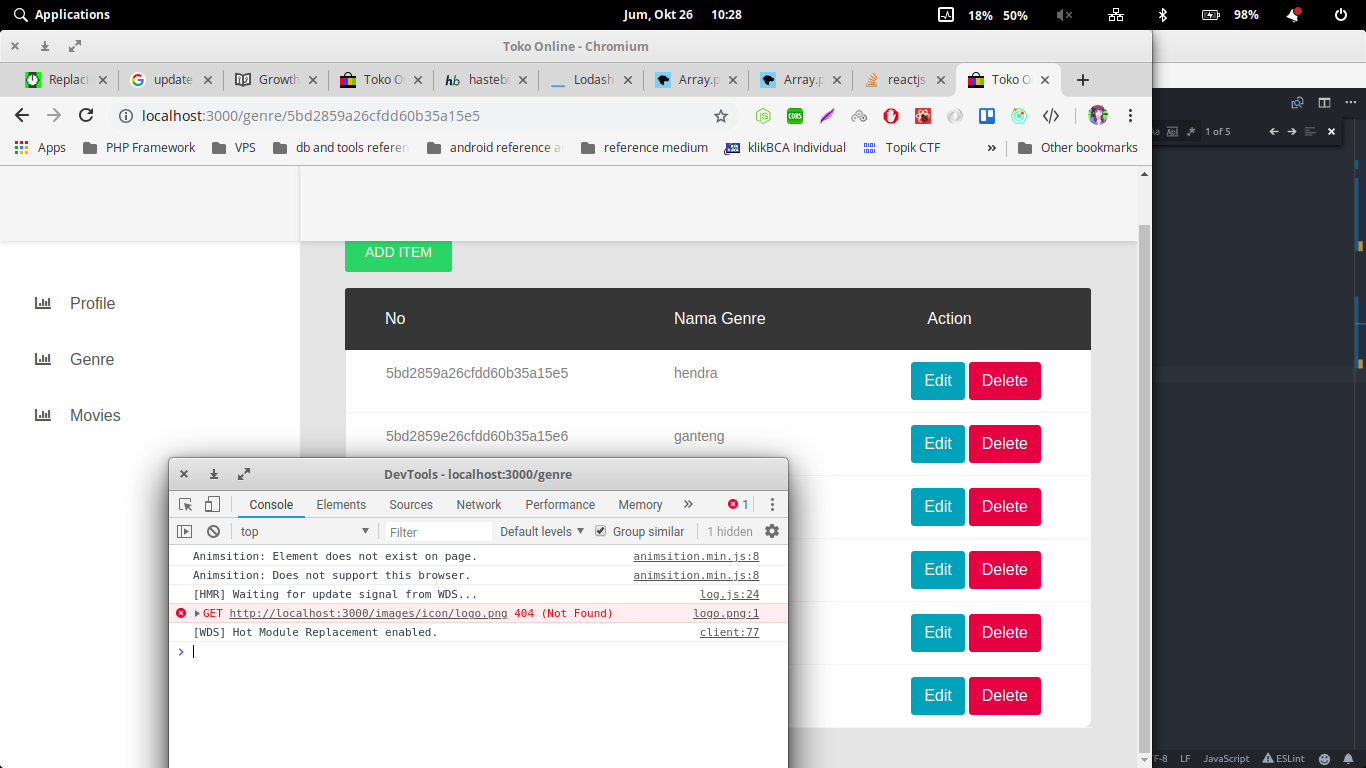 Applications
Jum, Okt 26 10:28
18% 50%
98%
Toko Online - Chromium
Replaci
update
Growth
Toko O
hastebi
Lodash
Array.p
Array.p
reactjs
Toko O
localhost:3000/genre/5bd2859a26cfdd60b35a15e5
CORS
Apps
PHP Framework
VPS
db and tools referen
android reference a
reference medium
klikBCA Individual
Topik CTF
»
Other bookmarks
Aa Ab| .* 1 of 5
ADD ITEM
Profile
Genre
Movies
No Nama Genre Action
5bd2859a26cfdd60b35a15e5 hendra Edit Delete
5bd2859e26cfdd60b35a15e6 ganteng Edit Delete
Edit Delete
Edit Delete
Edit Delete
Edit Delete
DevTools - localhost:3000/genre
Console Elements Sources Network Performance Memory » 1
top Filter Default levels Group similar 1 hidden
Animsition: Element does not exist on page. animsition.min.js:8
Animsition: Does not support this browser. animsition.min.js:8
[HMR] Waiting for update signal from WDS... log.js:24
GET http://localhost:3000/images/icon/logo.png 404 (Not Found) logo.png:1
[WDS] Hot Module Replacement enabled. client:77
>
F-8 LF JavaScript ESLint